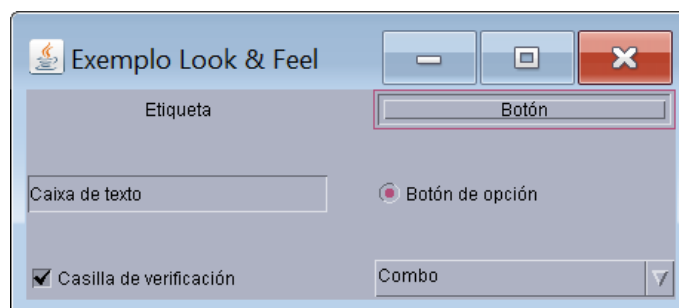 Exemplo Look & Feel
Etiqueta
Botón
Caixa de texto
Botón de opción
Casilla de verificación
Combo